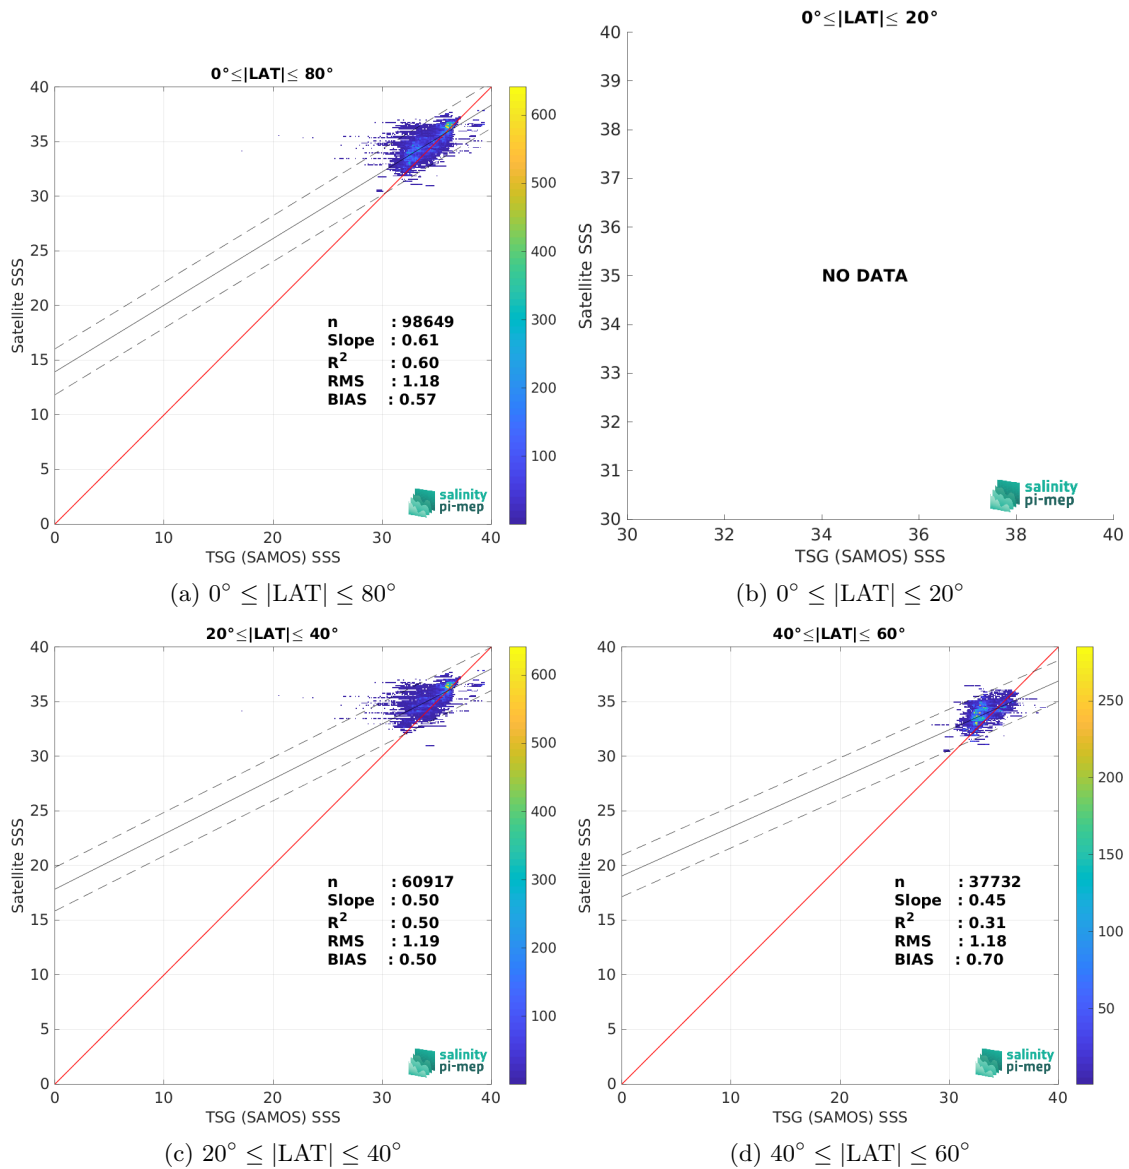 0°≤|LAT|≤ 80°
40
35
30
25
20
15
10
5
0
0
10
20
30
40
Satellite SSS
TSG (SAMOS) SSS
600
500
400
300
200
100
n : 98649
Slope : 0.61
R² : 0.60
RMS : 1.18
BIAS : 0.57
salinity
pi-mep
(a) 0° ≤ |LAT| ≤ 80°
0°≤|LAT|≤ 20°
40
39
38
37
36
35
34
33
32
31
30
30
32
34
36
38
40
Satellite SSS
TSG (SAMOS) SSS
NO DATA
salinity
pi-mep
(b) 0° ≤ |LAT| ≤ 20°
20°≤|LAT|≤ 40°
40
35
30
25
20
15
10
5
0
0
10
20
30
40
Satellite SSS
TSG (SAMOS) SSS
600
500
400
300
200
100
n : 60917
Slope : 0.50
R² : 0.50
RMS : 1.19
BIAS : 0.50
salinity
pi-mep
(c) 20° ≤ |LAT| ≤ 40°
40°≤|LAT|≤ 60°
40
35
30
25
20
15
10
5
0
0
10
20
30
40
Satellite SSS
TSG (SAMOS) SSS
250
200
150
100
50
n : 37732
Slope : 0.45
R² : 0.31
RMS : 1.18
BIAS : 0.70
salinity
pi-mep
(d) 40° ≤ |LAT| ≤ 60°